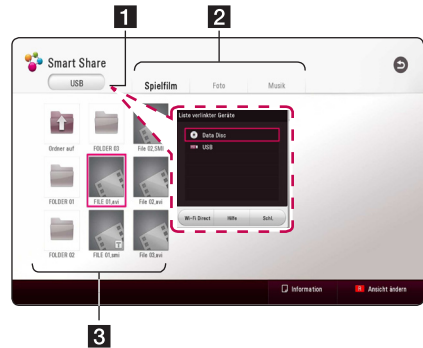 1
2
Smart Share
USB
Spielfilm Foto Musik
Liste verlinkter Geräte
Data Disc
USB
Wi-Fi Direct Hilfe Schl.
Ordner auf FOLDER 03 File 02,SMI
FOLDER 01 FILE 01,avi File 02,avi
T
FOLDER 02 FILE 01,smi File 03,avi
Information R Ansicht ändern
3